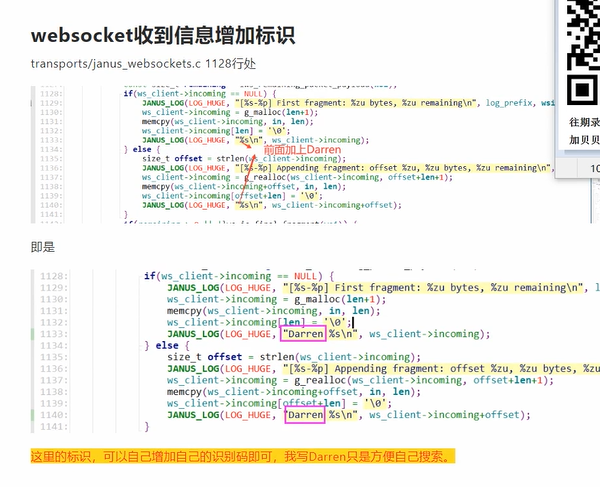 websocket收到信息增加标识
transports/janus_websockets.c 1128行处
1128: if(ws_client->incoming == NULL) {
1129: JANUS_LOG(LOG_HUGE, "[%s-%p] First fragment: %zu bytes, %zu remaining\n", log_prefix, wsi
1130: ws_client->incoming = g_malloc(len+1);
1131: memcpy(ws_client->incoming, in, len);
1132: ws_client->incoming[len] = '\0';
1133: JANUS_LOG(LOG_HUGE, "%s\n", ws_client->incoming);
1134: } else {
前面加上Darren
1135: size_t offset = strlen(ws_client->incoming);
1136: JANUS_LOG(LOG_HUGE, "[%s-%p] Appending fragment: offset %zu, %zu bytes, %zu remaining\n",
1137: ws_client->incoming = g_realloc(ws_client->incoming, offset+len+1);
1138: memcpy(ws_client->incoming+offset, in, len);
1139: ws_client->incoming[offset+len] = '\0';
1140: JANUS_LOG(LOG_HUGE, "%s\n", ws_client->incoming+offset);
1141: }
即是
1128: if(ws_client->incoming == NULL) {
1129: JANUS_LOG(LOG_HUGE, "[%s-%p] First fragment: %zu bytes, %zu remaining\n", l
1130: ws_client->incoming = g_malloc(len+1);
1131: memcpy(ws_client->incoming, in, len);
1132: ws_client->incoming[len] = '\0';
1133: JANUS_LOG(LOG_HUGE, "Darren %s\n", ws_client->incoming);
1134: } else {
1135: size_t offset = strlen(ws_client->incoming);
1136: JANUS_LOG(LOG_HUGE, "[%s-%p] Appending fragment: offset %zu, %zu bytes, %zu
1137: ws_client->incoming = g_realloc(ws_client->incoming, offset+len+1);
1138: memcpy(ws_client->incoming+offset, in, len);
1139: ws_client->incoming[offset+len] = '\0';
1140: JANUS_LOG(LOG_HUGE, "Darren %s\n", ws_client->incoming+offset);
1141: }
这里的标识，可以自己增加自己的识别码即可，我写Darren只是方便自己搜索。
往期录
加贝贝
10